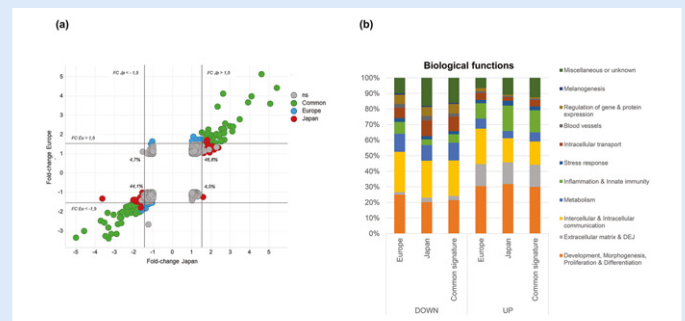 (a)
FC Jp < - 1,5
FC Jp > 1,5
ns
Common
Europe
Japan
5
4
3
2
1
0
-1
-2
-3
FC Eu > 1,5
4,7%
46,8%
44,1%
4,5%
FC Eu < - 1,5
Fold-change Europe
-5
-4
-3
-2
-1
0
1
2
3
4
5
Fold-change Japan
(b)
Biological functions
100%
90%
80%
70%
60%
50%
40%
30%
20%
10%
0%
Europe
Japan
Common signature
Europe
Japan
Common signature
DOWN
UP
Miscellaneous or unknown
Melanogenesis
Regulation of gene & protein
expression
Blood vessels
Intracellular transport
Stress response
Inflammation & Innate immunity
Metabolism
Intercellular & Intracellular
communication
Extracellular matrix & DEJ
Development, Morphogenesis,
Proliferation & Differentiation